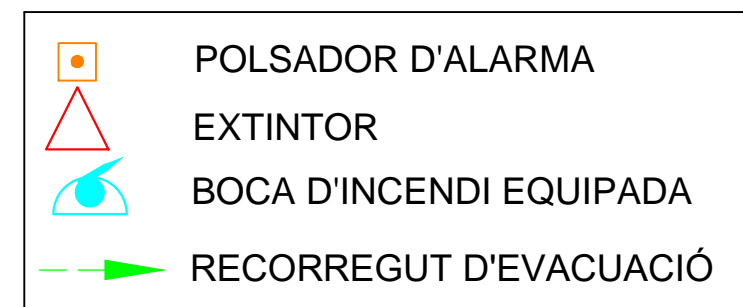 POLSADOR D'ALARMA
EXTINTOR
BOCA D'INCENDI EQUIPADA
RECORREGUT D'EVACUACIÓ